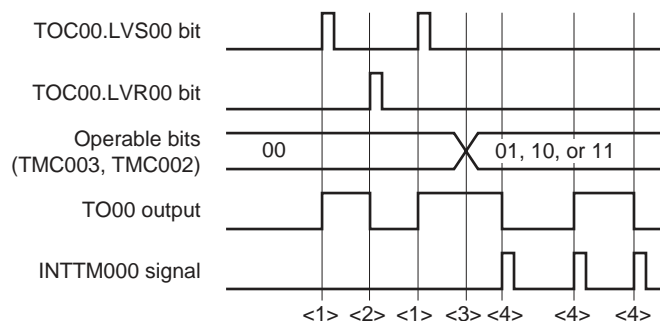 TOC00.LVS00 bit
TOC00.LVR00 bit
Operable bits
(TMC003, TMC002)
00
01, 10, or 11
TO00 output
INTTM000 signal
<1> <2> <1> <3> <4> <4> <4>